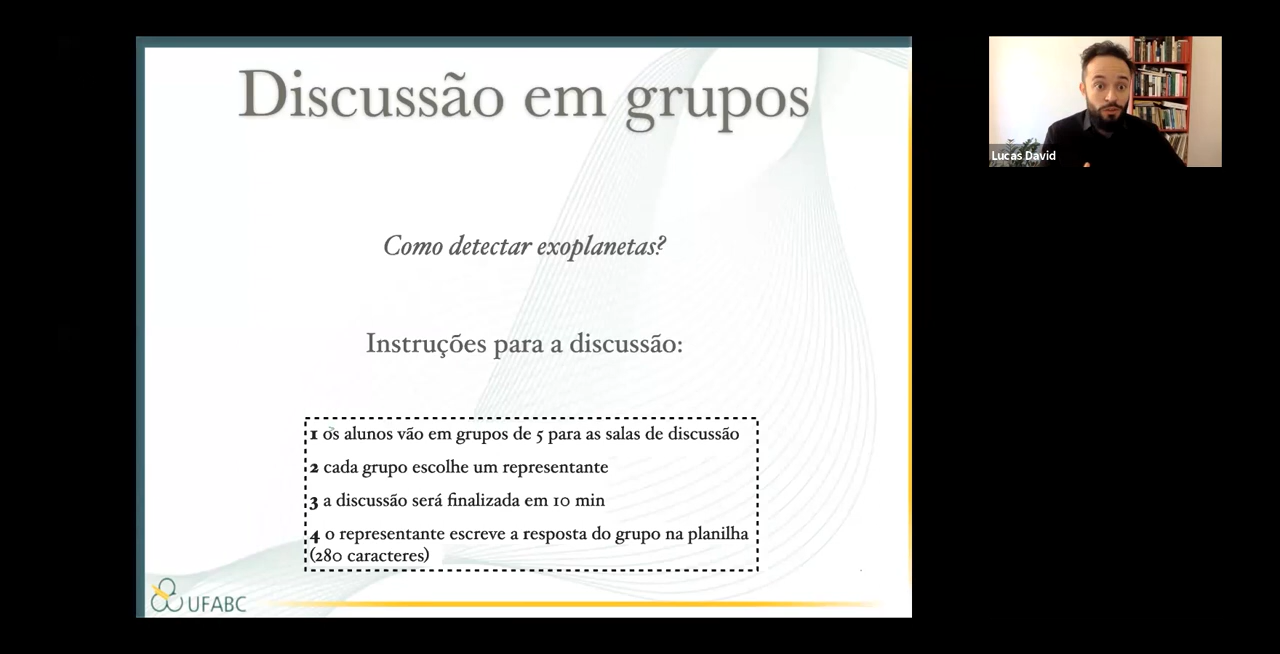 Discussão em grupos
Lucas David
Como detectar exoplanetas?
Instruções para a discussão:
1 os alunos vão em grupos de 5 para as salas de discussão
2 cada grupo escolhe um representante
3 a discussão será finalizada em 10 min
4 o representante escreve a resposta do grupo na planilha
(280 caracteres)
UFABC